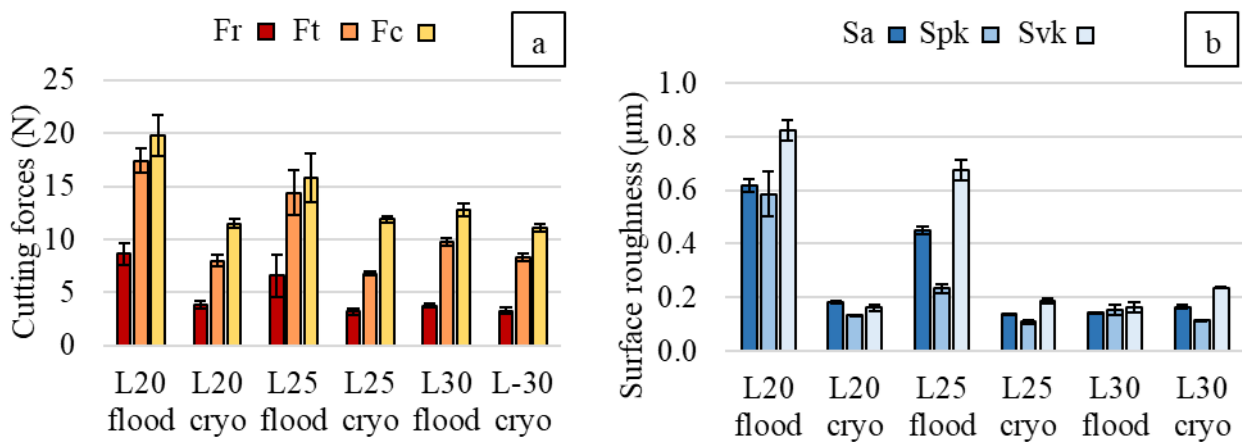 Fr Ft Fc
a
Cutting forces (N)
25
20
15
10
5
0
L20 flood
L20 cryo
L25 flood
L25 cryo
L30 flood
L-30 cryo
Sa Spk Svk
b
Surface roughness (µm)
1.0
0.8
0.6
0.4
0.2
0.0
L20 flood
L20 cryo
L25 flood
L25 cryo
L30 flood
L30 cryo